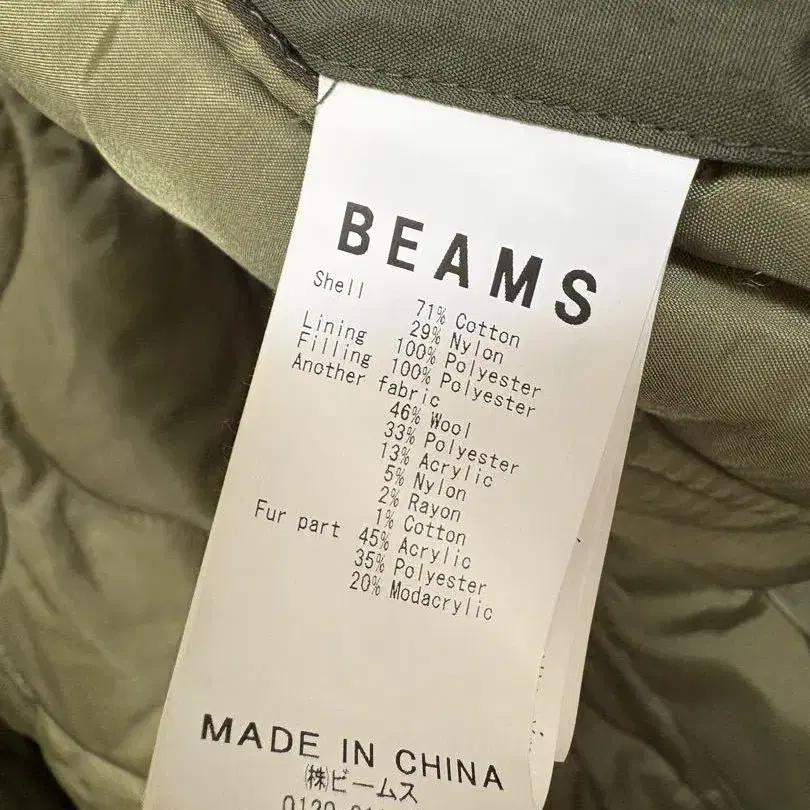 BEAMS
Shell 71% Cotton
29% Nylon
Lining 100% Polyester
Filling 100% Polyester
Another fabric
46% Wool
33% Polyester
13% Acrylic
5% Nylon
2% Rayon
1% Cotton
Fur part 45% Acrylic
35% Polyester
20% Modacrylic
MADE IN CHINA
㈱ビームス
0120